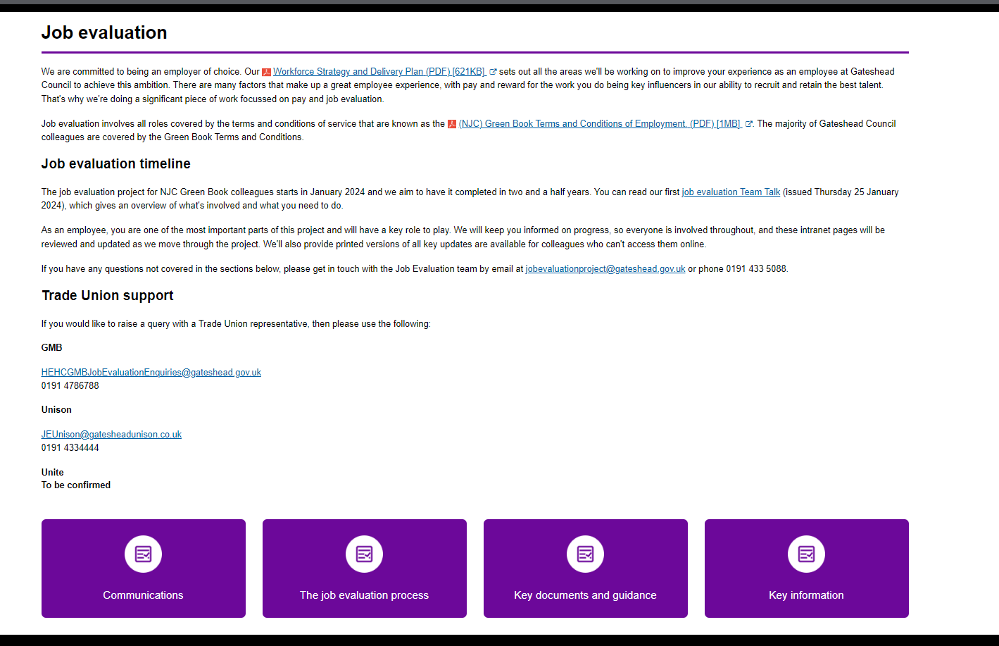 Job evaluation
We are committed to being an employer of choice. Our Workforce Strategy and Delivery Plan (PDF) [621KB] sets out all the areas we'll be working on to improve your experience as an employee at Gateshead
Council to achieve this ambition. There are many factors that make up a great employee experience, with pay and reward for the work you do being key influencers in our ability to recruit and retain the best talent.
That's why we're doing a significant piece of work focussed on pay and job evaluation.
Job evaluation involves all roles covered by the terms and conditions of service that are known as the (NJC) Green Book Terms and Conditions of Employment. (PDF) [1MB] . The majority of Gateshead Council
colleagues are covered by the Green Book Terms and Conditions.
Job evaluation timeline
The job evaluation project for NJC Green Book colleagues starts in January 2024 and we aim to have it completed in two and a half years. You can read our first job evaluation Team Talk (issued Thursday 25 January
2024), which gives an overview of what's involved and what you need to do.
As an employee, you are one of the most important parts of this project and will have a key role to play. We will keep you informed on progress, so everyone is involved throughout, and these intranet pages will be
reviewed and updated as we move through the project. We'll also provide printed versions of all key updates are available for colleagues who can't access them online.
If you have any questions not covered in the sections below, please get in touch with the Job Evaluation team by email at jobevaluationproject@gateshead.gov.uk or phone 0191 433 5088.
Trade Union support
If you would like to raise a query with a Trade Union representative, then please use the following:
GMB
HEHCGMBJobEvaluationEnquiries@gateshead.gov.uk
0191 4786788
Unison
JEUnison@gatesheadunison.co.uk
0191 4334444
Unite
To be confirmed
Communications
The job evaluation process
Key documents and guidance
Key information